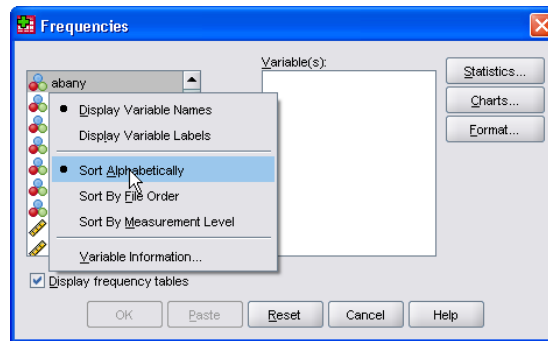 Frequencies
Variable(s):
abany
Display Variable Names
Display Variable Labels
Sort Alphabetically
Sort By File Order
Sort By Measurement Level
Variable Information...
Statistics...
Charts...
Format...
Display frequency tables
OK
Paste
Reset
Cancel
Help